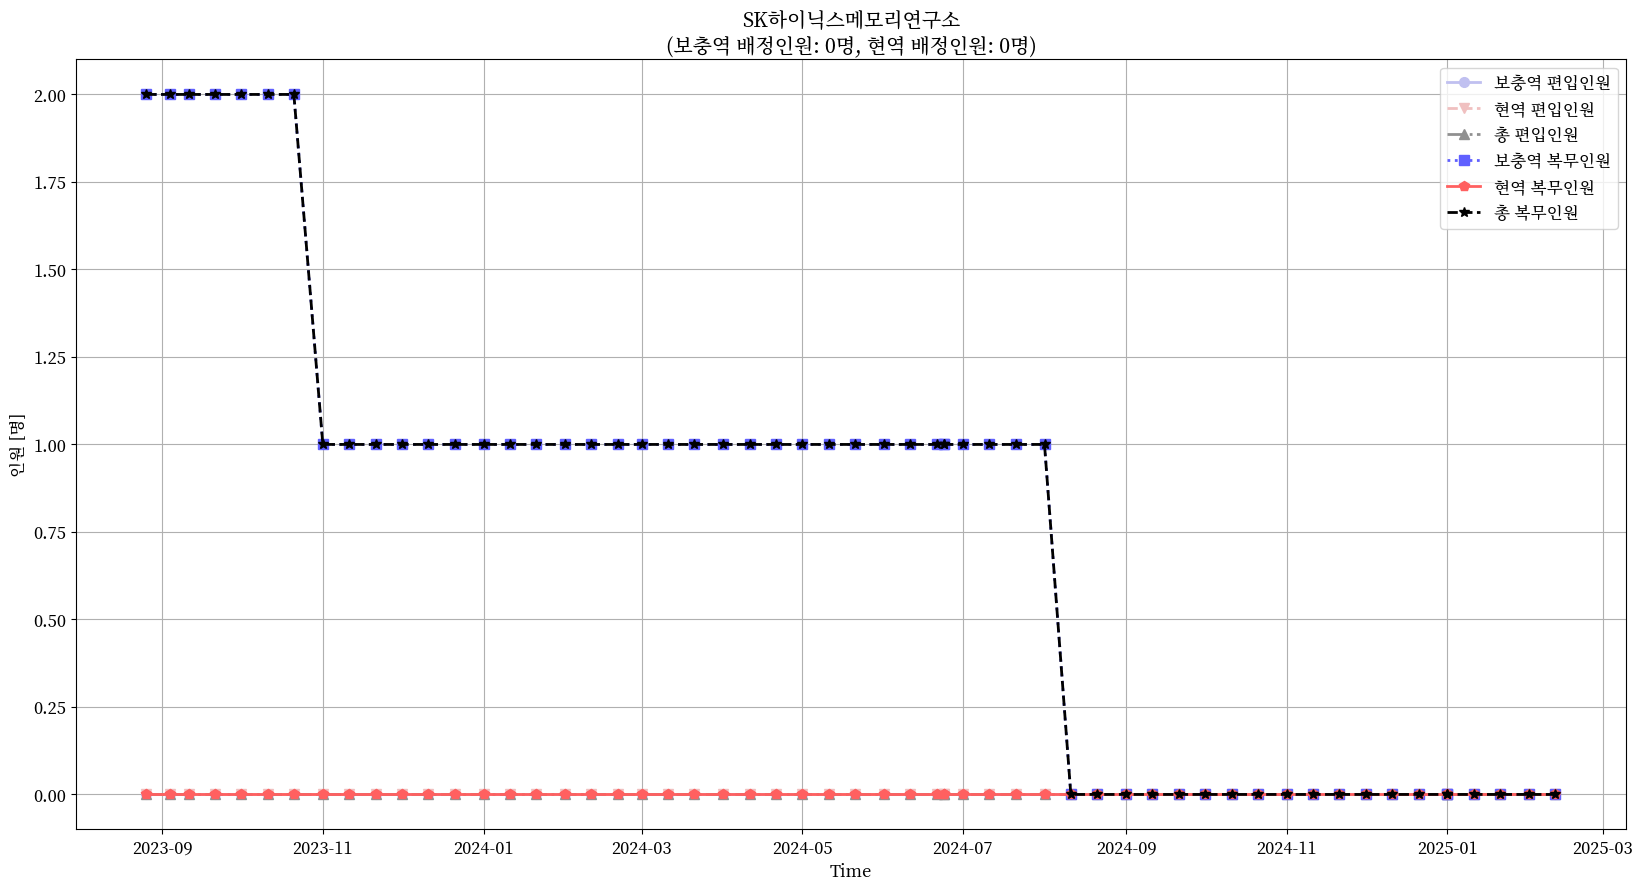 SK하이닉스메모리연구소
(보충역 배정인원: 0명, 현역 배정인원: 0명)
보충역 편입인원
현역 편입인원
총 편입인원
보충역 복무인원
현역 복무인원
총 복무인원
인원 [명]
2.00
1.75
1.50
1.25
1.00
0.75
0.50
0.25
0.00
2023-09 2023-11 2024-01 2024-03 2024-05 2024-07 2024-09 2024-11 2025-01 2025-03
Time